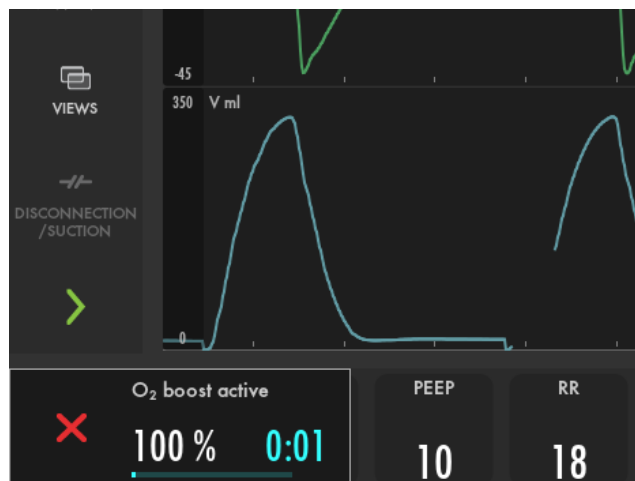 -45
VIEWS
350 V ml
DISCONNECTION
/SUCTION
0
O₂ boost active
100 % 0:01
PEEP
10
RR
18